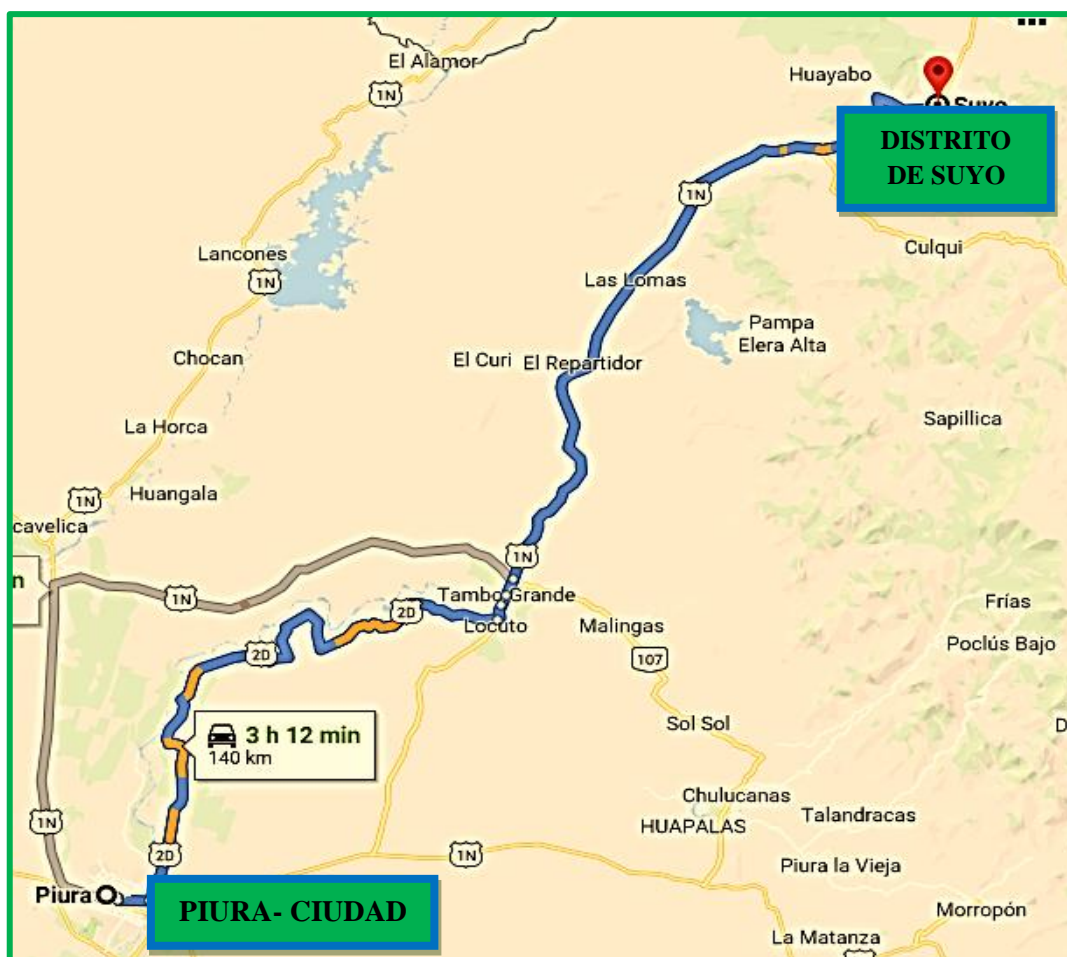 El Alamor
Huayabo
1N
Suyo
DISTRITO
DE SUYO
1N
Lancones
Culqui
1N
Las Lomas
Pampa
Elera Alta
Chocan
El Curi
El Repartidor
Sapillica
La Horca
Huangala
1N
cavelica
1N
n
1N
Tambo Grande
2D
Locuto
Malingas
Frías
2D
107
Poclús Bajo
Sol Sol
D
3 h 12 min
140 km
Chulucanas
HUAPALAS
Talandracas
1N
2D
1N
Piura la Vieja
Piura
PIURA- CIUDAD
Morropón
La Matanza
1N